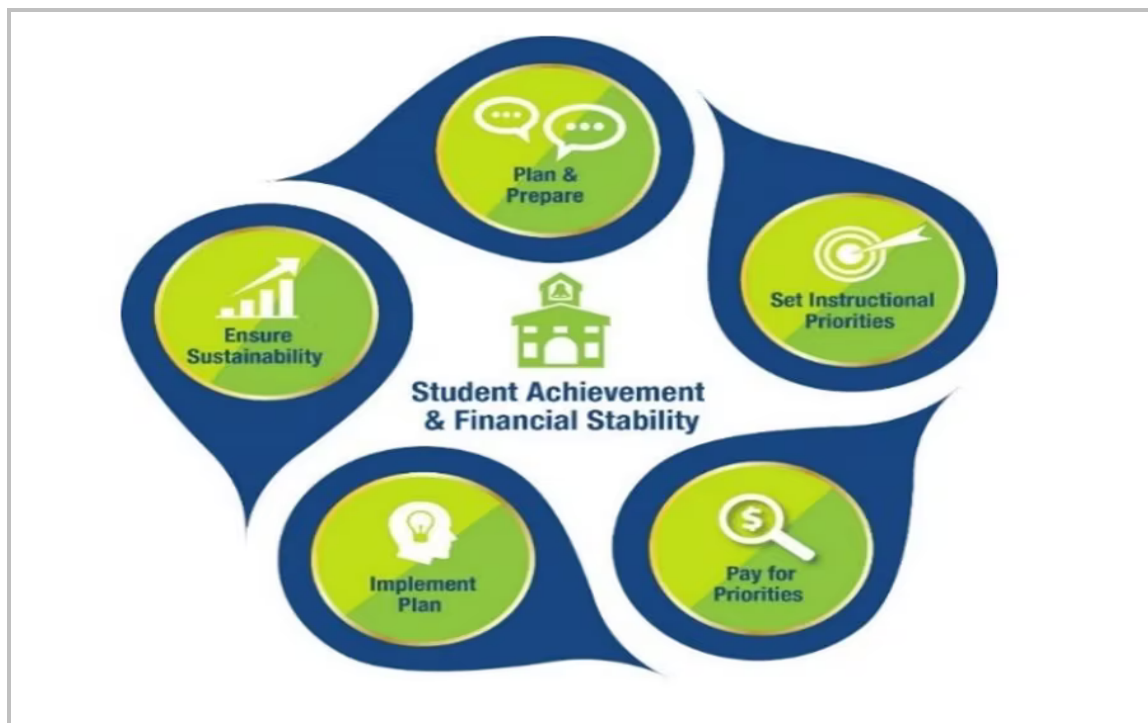 Plan &
Prepare
Set Instructional
Priorities
Ensure
Sustainability
Student Achievement
& Financial Stability
Implement
Plan
Pay for
Priorities
$